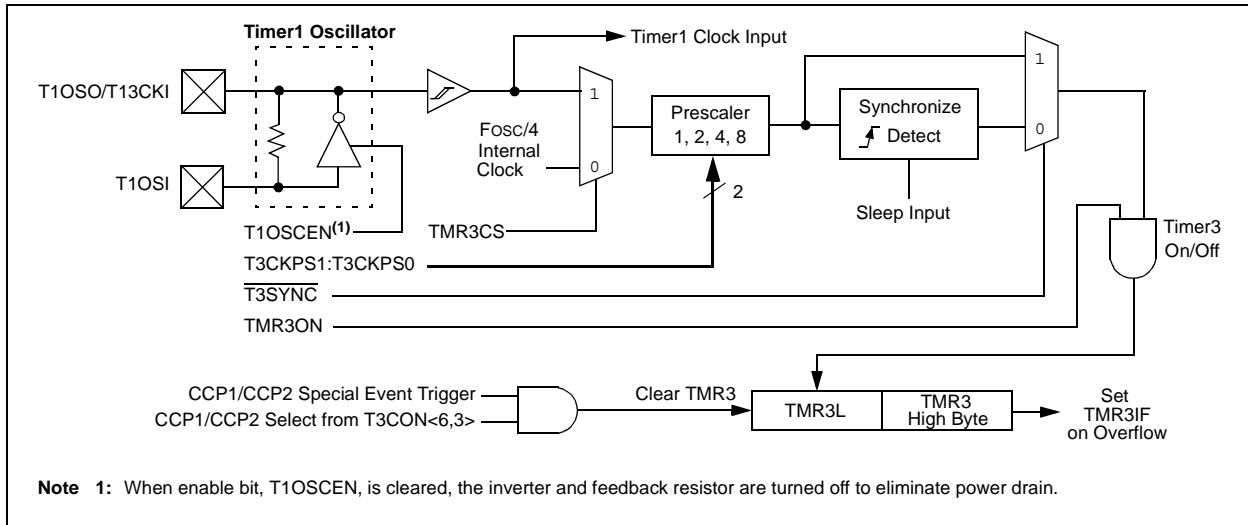 Timer1 Oscillator
Timer1 Clock Input
T1OSO/T13CKI
1
1
Prescaler
1, 2, 4, 8
Synchronize
Detect
FOSC/4
Internal
Clock
0
0
T1OSI
2
Sleep Input
T1OSCEN(1)
TMR3CS
Timer3
On/Off
T3CKPS1:T3CKPS0
T3SYNC
TMR3ON
CCP1/CCP2 Special Event Trigger
CCP1/CCP2 Select from T3CON<6,3>
Clear TMR3
TMR3L
TMR3
High Byte
Set
TMR3IF
on Overflow
Note 1: When enable bit, T1OSCEN, is cleared, the inverter and feedback resistor are turned off to eliminate power drain.